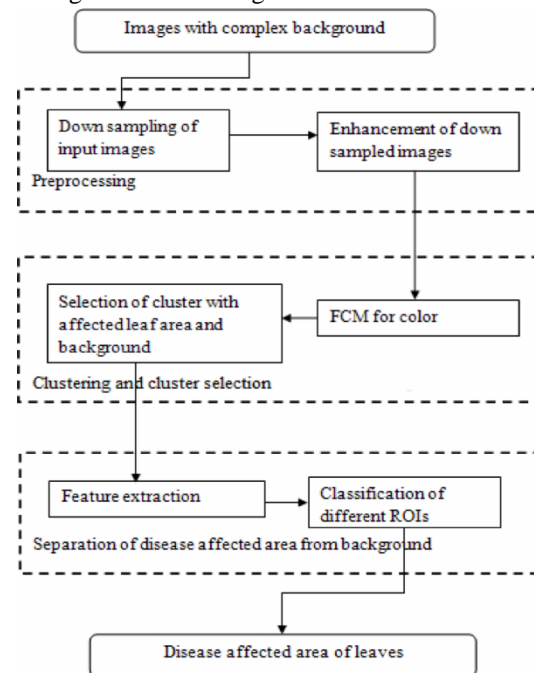 Images with complex background
Down sampling of
input images
Enhancement of down
sampled images
Preprocessing
Selection of cluster with
affected leaf area and
background
FCM for color
Clustering and cluster selection
Feature extraction
Classification of
different ROIs
Separation of disease affected area from background
Disease affected area of leaves